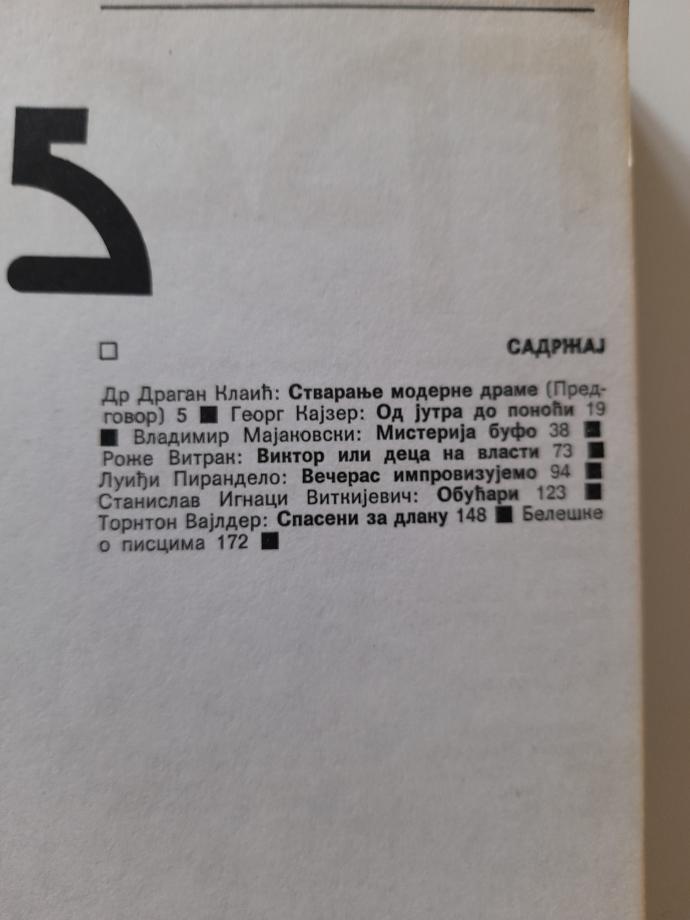 5
САДРЖАЈ
Др Драган Клаић: Стварање модерне драме (Пред-
говор) 5 ■ Георг Кајзер: Од јутра до поноћи 19
■ Владимир Мајаковски: Мистерија буфо 38 ■
Роже Витрак: Виктор или деца на власти 73 ■
Луиђи Пирандело: Вечерас импровизујемо 94 ■
Станислав Игнаци Виткијевич: Обућари 123 ■
Торнтон Вајлдер: Спасени за длаку 148 ■ Белешке
о писцима 172 ■